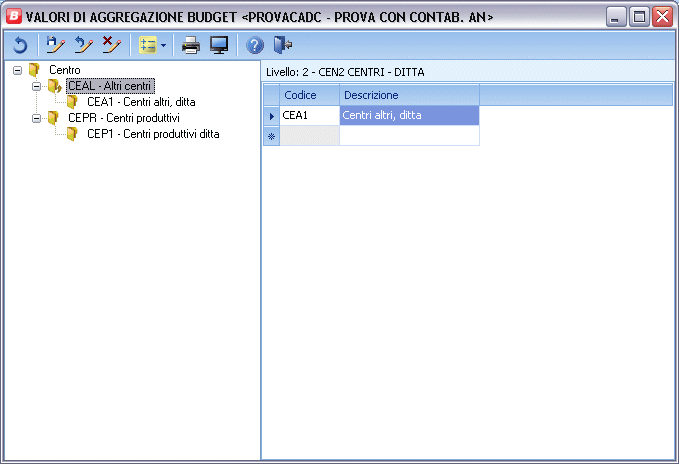 B VALORI DI AGGREGAZIONE BUDGET <PROVACADC - PROVA CON CONTAB. AN>
Centro
CEAL - Altri centri
CEA1 - Centri altri, ditta
CEPR - Centri produttivi
CEP1 - Centri produttivi ditta
Livello: 2 - CEN2 CENTRI - DITTA
Codice Descrizione
CEA1 Centri altri, ditta